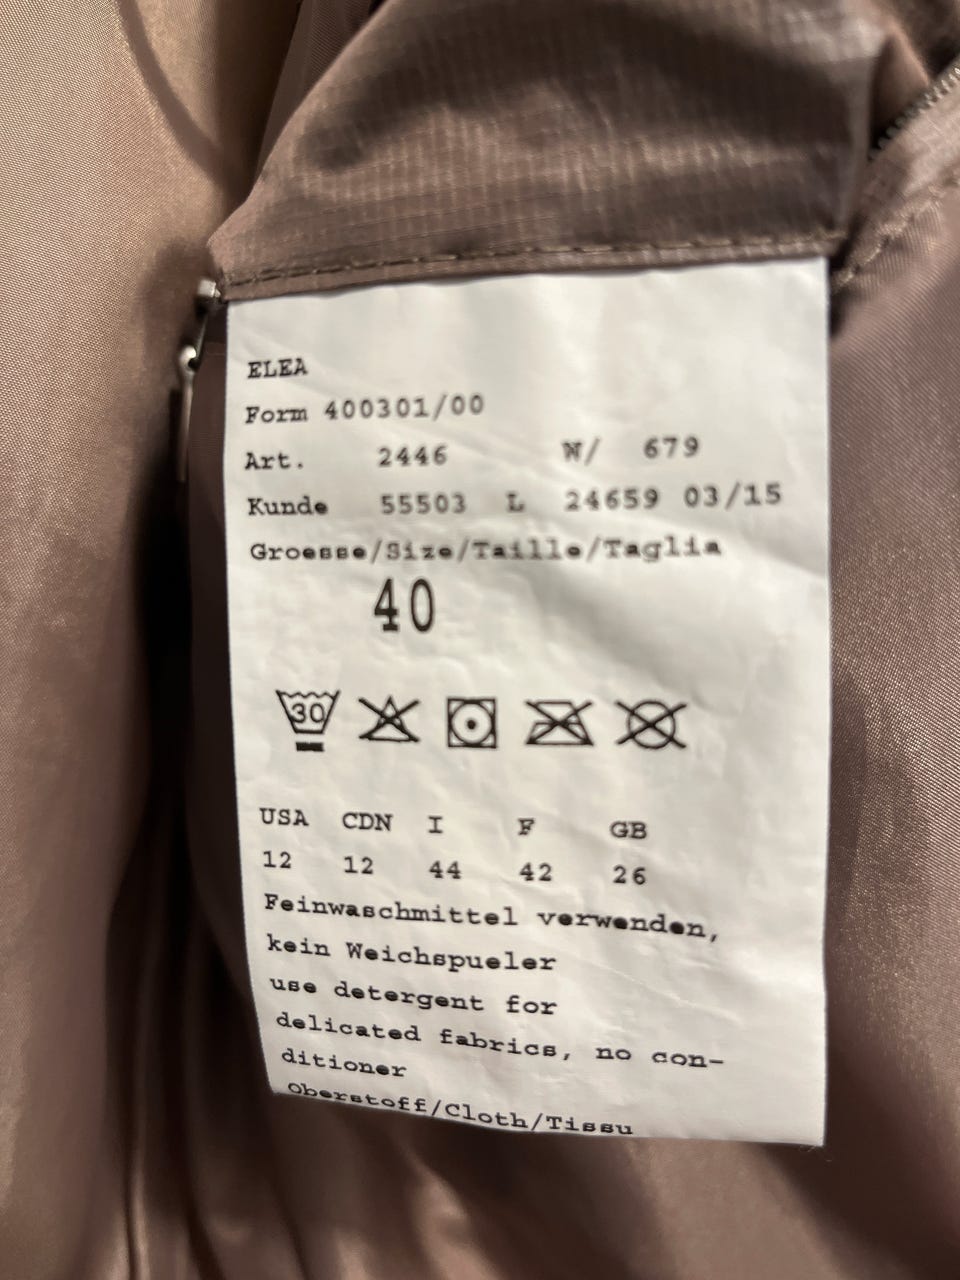 ELEA
Form 400301/00
Art. 2446 N/ 679
Kunde 55503 L 24659 03/15
Groesse/Size/Taille/Taglia
40
30
USA CDN I F GB
12 12 44 42 26
Feinwaschmittel verwenden,
kein Weichspueler
use detergent for
delicated fabrics, no con-
ditioner
Oberstoff/Cloth/Tissu